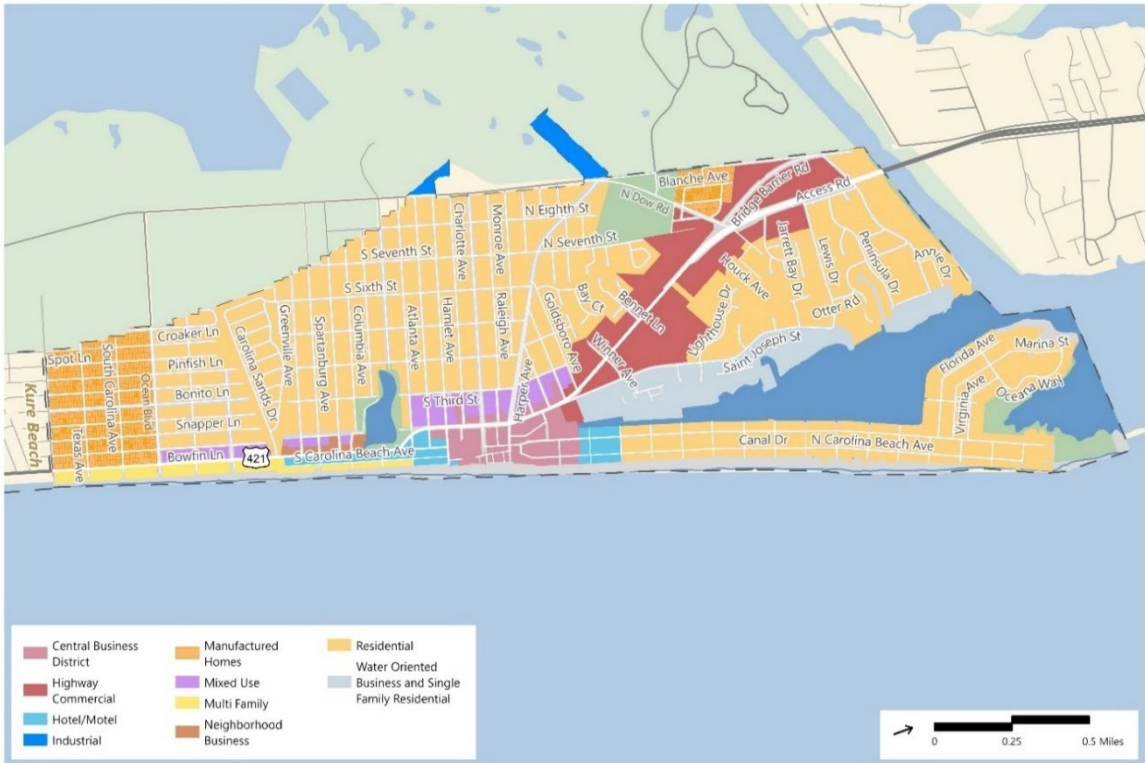 Blanche Ave
Bridge Barrier Rd
Access Rd
N Dow Rd
N Eighth St
Charlotte Ave
Monroe Ave
N Seventh St
S Seventh St
Jarrett Bay Dr
Lewis Dr
Peninsula Dr
Annie Dr
Houck Ave
S Sixth St
Bay Ct
Bennet Ln
Otter Rd
Goldsboro Ave
Raleigh Ave
Hamlet Ave
Atlanta Ave
Columbia Ave
Spartanburg Ave
Greenville Ave
Carolina Sands Dr
Lighthouse Dr
Croaker Ln
Saint Joseph St
Winner Ave
Florida Ave
Marina St
Spot Ln
Pinfish Ln
South Carolina Ave
Ocean Blvd
Virginia Ave
Oceana Way
Bonito Ln
Harper Ave
S Third St
Kure Beach
Texas Ave
Snapper Ln
Canal Dr
N Carolina Beach Ave
Bowfin Ln
421
S Carolina Beach Ave
Central Business
District
Highway
Commercial
Hotel/Motel
Industrial
Manufactured
Homes
Mixed Use
Multi Family
Neighborhood
Business
Residential
Water Oriented
Business and Single
Family Residential
0
0.25
0.5 Miles